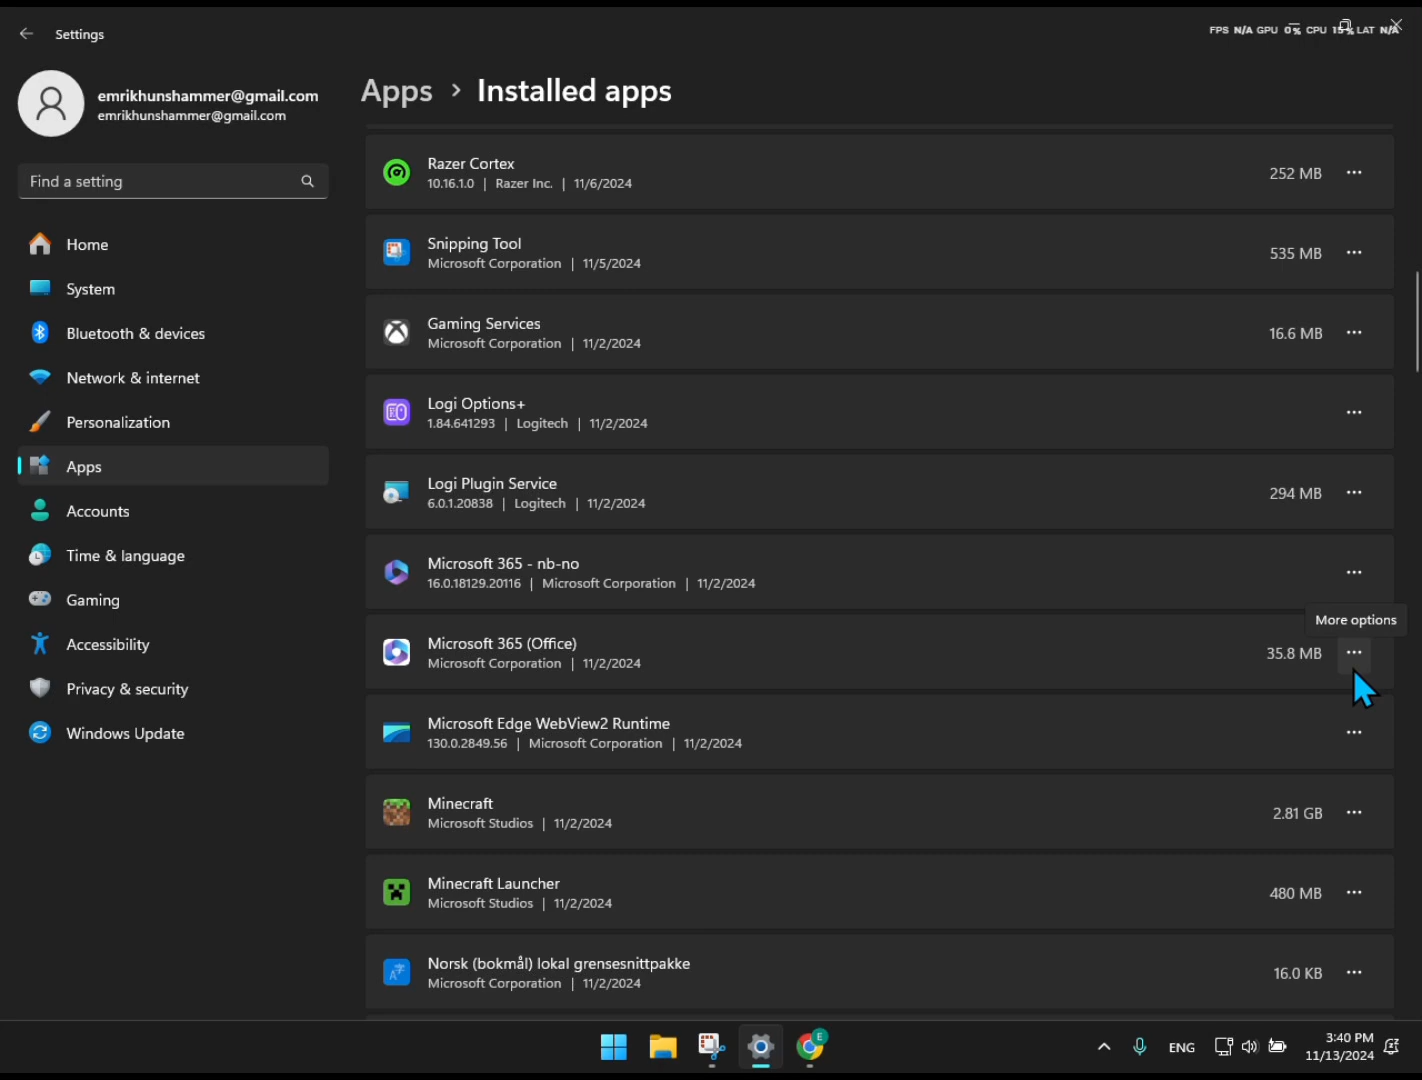 Settings
FPS N/A GPU 0% CPU 15% LAT N/A
emrikhunshammer@gmail.com
emrikhunshammer@gmail.com
Find a setting
Home
System
Bluetooth & devices
Network & internet
Personalization
Apps
Accounts
Time & language
Gaming
Accessibility
Privacy & security
Windows Update
Apps > Installed apps
Razer Cortex
10.16.1.0 | Razer Inc. | 11/6/2024
252 MB
Snipping Tool
Microsoft Corporation | 11/5/2024
535 MB
Gaming Services
Microsoft Corporation | 11/2/2024
16.6 MB
Logi Options+
1.84.641293 | Logitech | 11/2/2024
Logi Plugin Service
6.0.1.20838 | Logitech | 11/2/2024
294 MB
Microsoft 365 - nb-no
16.0.18129.20116 | Microsoft Corporation | 11/2/2024
More options
Microsoft 365 (Office)
Microsoft Corporation | 11/2/2024
35.8 MB
Microsoft Edge WebView2 Runtime
130.0.2849.56 | Microsoft Corporation | 11/2/2024
Minecraft
Microsoft Studios | 11/2/2024
2.81 GB
Minecraft Launcher
Microsoft Studios | 11/2/2024
480 MB
Norsk (bokmål) lokal grensesnittpakke
Microsoft Corporation | 11/2/2024
16.0 KB
E
ENG
3:40 PM
11/13/2024